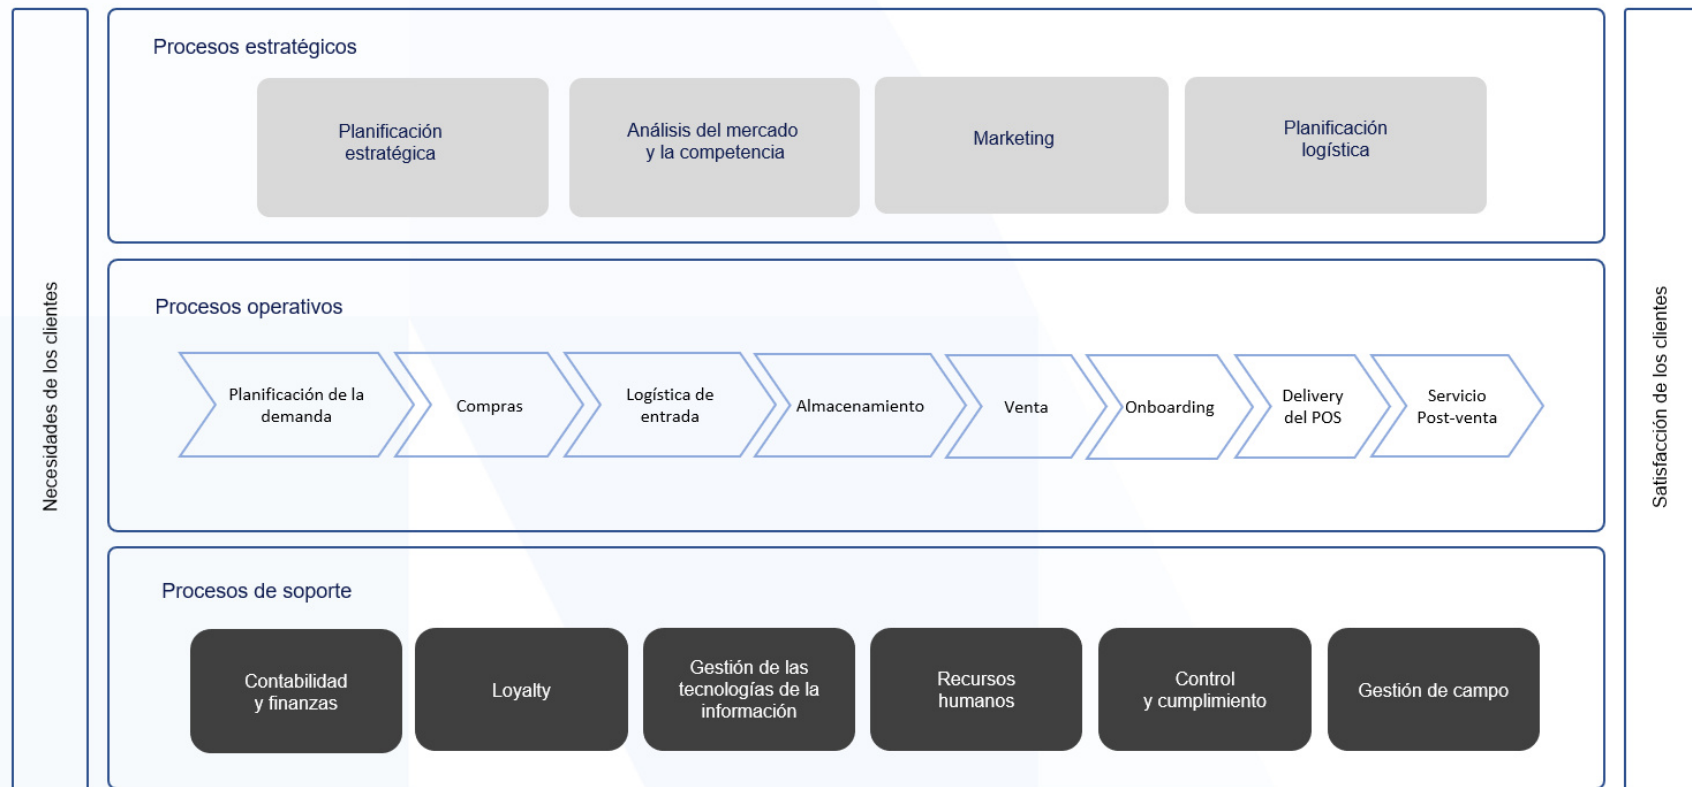 Necesidades de los clientes
Procesos estratégicos
Planificación
estratégica
Análisis del mercado
y la competencia
Marketing
Planificación
logística
Procesos operativos
Planificación de la
demanda
Compras
Logística de
entrada
Almacenamiento
Venta
Onboarding
Delivery
del POS
Servicio
Post-venta
Procesos de soporte
Contabilidad
y finanzas
Loyalty
Gestión de las
tecnologías de la
información
Recursos
humanos
Control
y cumplimiento
Gestión de campo
Satisfacción de los clientes